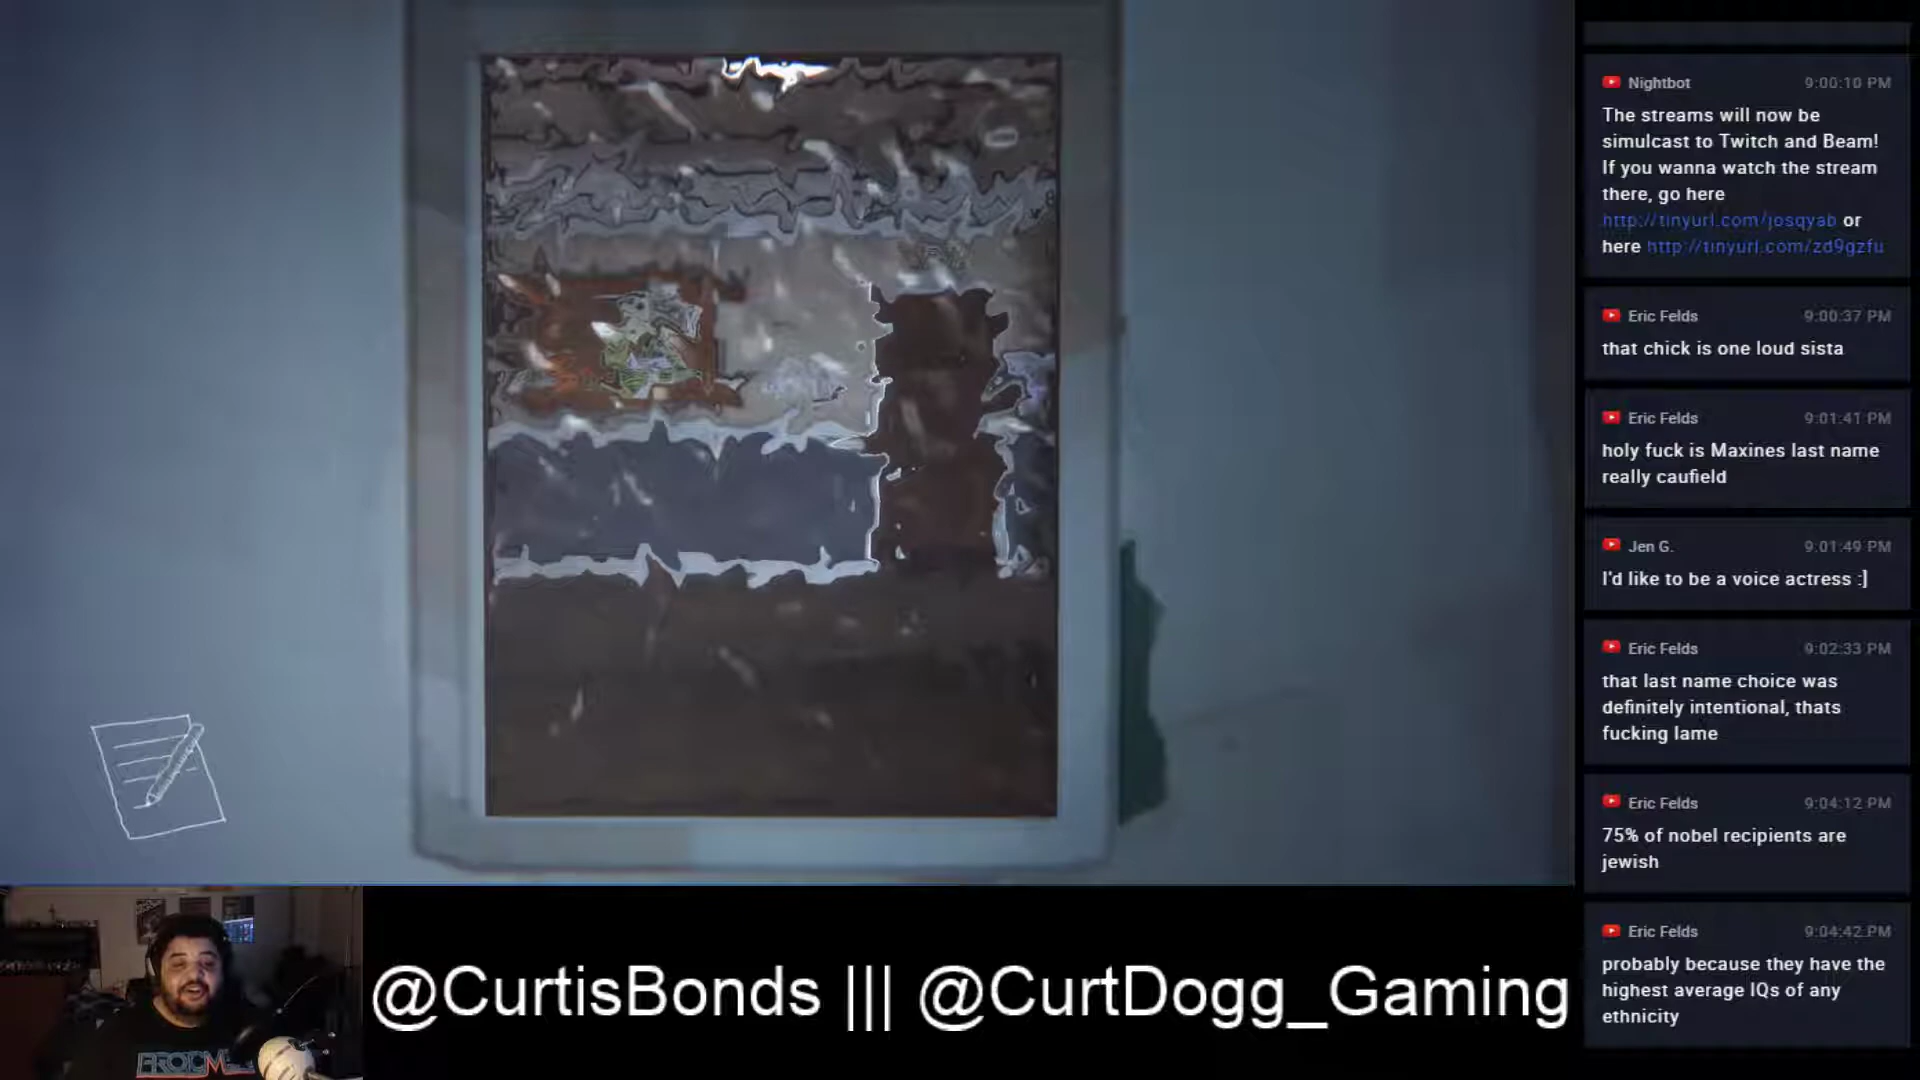 Nightbot 9:00:10 PM
The streams will now be
simulcast to Twitch and Beam!
If you wanna watch the stream
there, go here
http://tinyurl.com/josqyab or
here http://tinyurl.com/zd9gzfu
Eric Felds 9:00:37 PM
that chick is one loud sista
Eric Felds 9:01:41 PM
holy fuck is Maxines last name
really caufield
Jen G. 9:01:49 PM
I'd like to be a voice actress :]
Eric Felds 9:02:33 PM
that last name choice was
definitely intentional, thats
fucking lame
Eric Felds 9:04:12 PM
75% of nobel recipients are
jewish
Eric Felds 9:04:42 PM
probably because they have the
highest average IQs of any
ethnicity
@CurtisBonds ||| @CurtDogg_Gaming